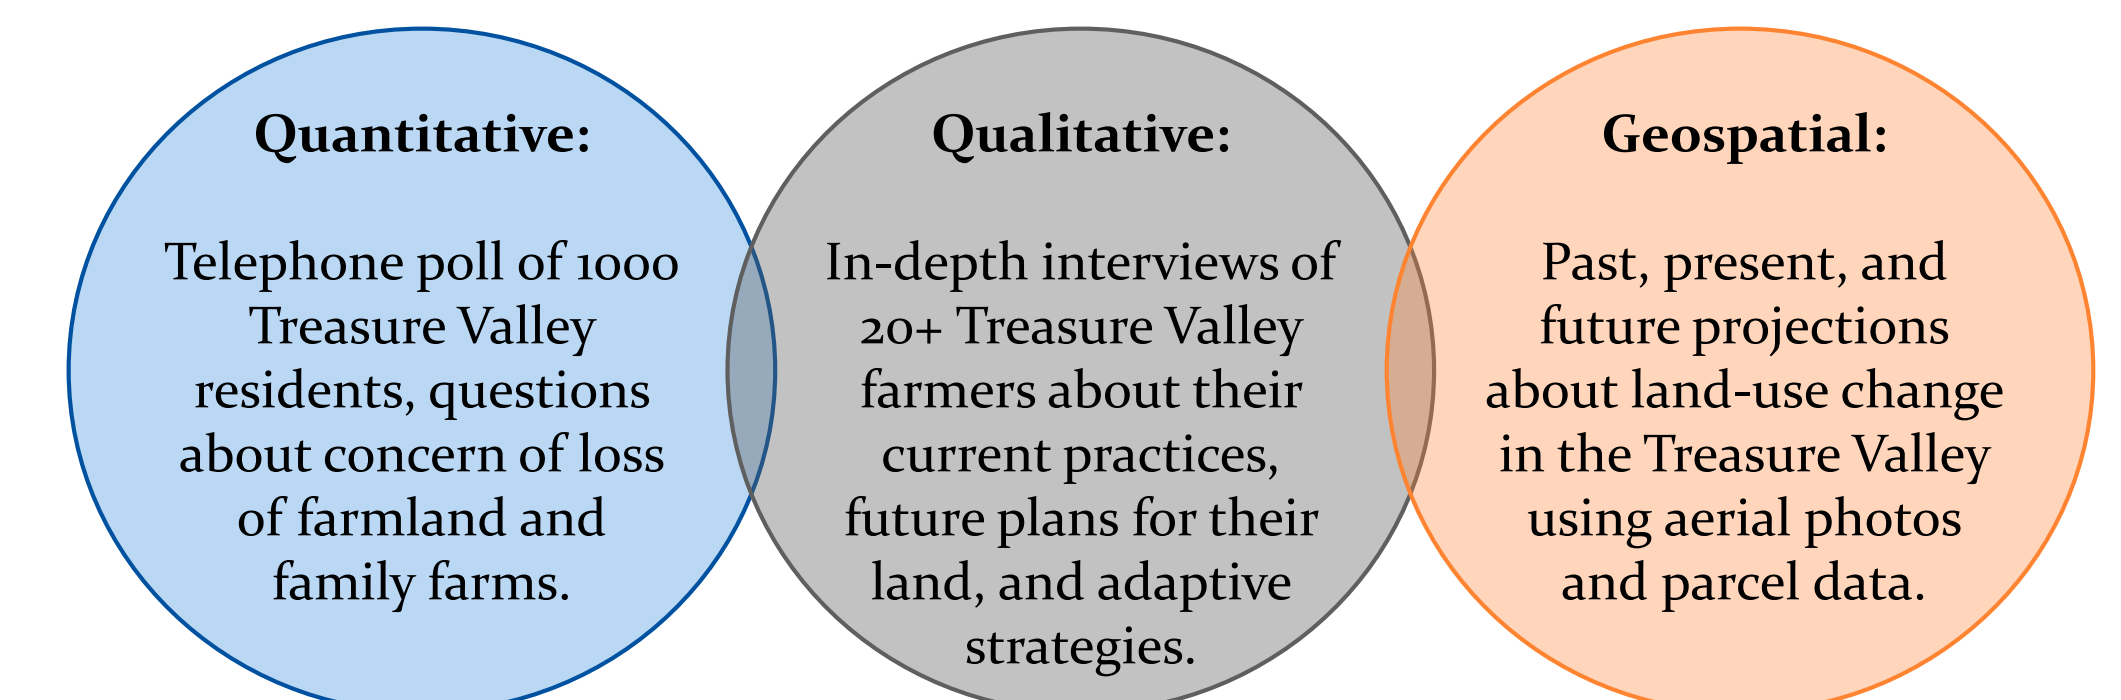 Quantitative:
Telephone poll of 1000
Treasure Valley
residents, questions
about concern of loss
of farmland and
family farms.
Qualitative:
In-depth interviews of
20+ Treasure Valley
farmers about their
current practices,
future plans for their
land, and adaptive
strategies.
Geospatial:
Past, present, and
future projections
about land-use change
in the Treasure Valley
using aerial photos
and parcel data.